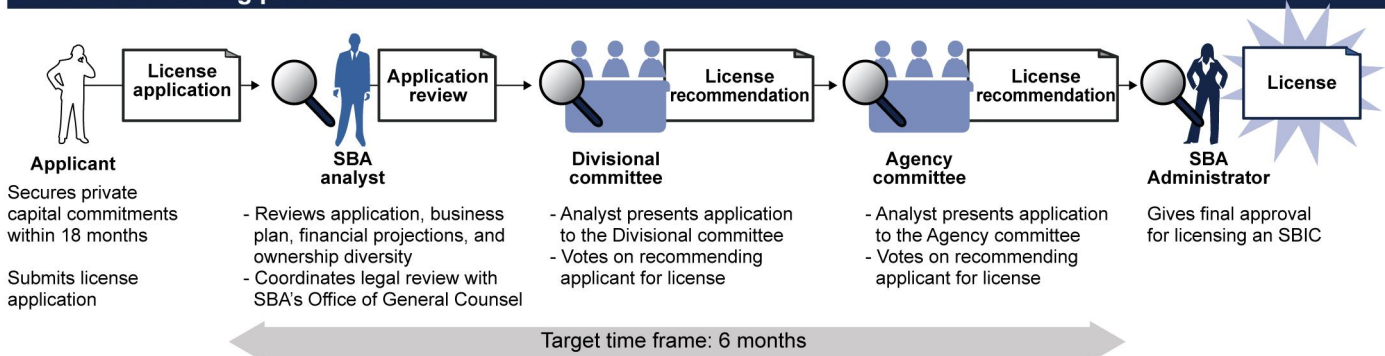 License
application
Application
review
License
recommendation
License
recommendation
License
Applicant
Secures private
capital commitments
within 18 months
Submits license
application
SBA
analyst
- Reviews application, business
plan, financial projections, and
ownership diversity
- Coordinates legal review with
SBA's Office of General Counsel
Divisional
committee
- Analyst presents application
to the Divisional committee
- Votes on recommending
applicant for license
Agency
committee
- Analyst presents application
to the Agency committee
- Votes on recommending
applicant for license
SBA
Administrator
Gives final approval
for licensing an SBIC
Target time frame: 6 months